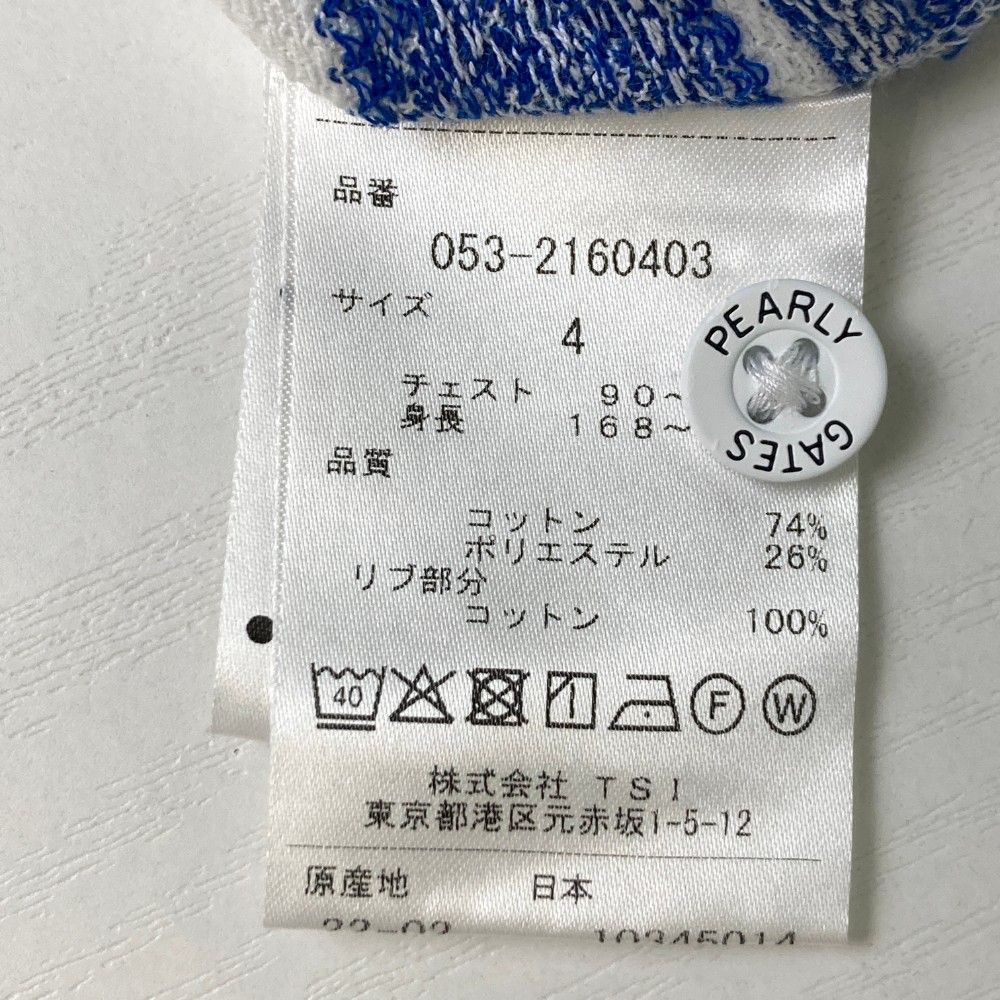 品番
053-2160403
サイズ
4
チェスト 90~
身長 168~
PEARLY GATES
品質
コットン 74%
ポリエステル 26%
リブ部分
コットン 100%
40
F W
株式会社 TSI
東京都港区元赤坂1-5-12
原産地 日本